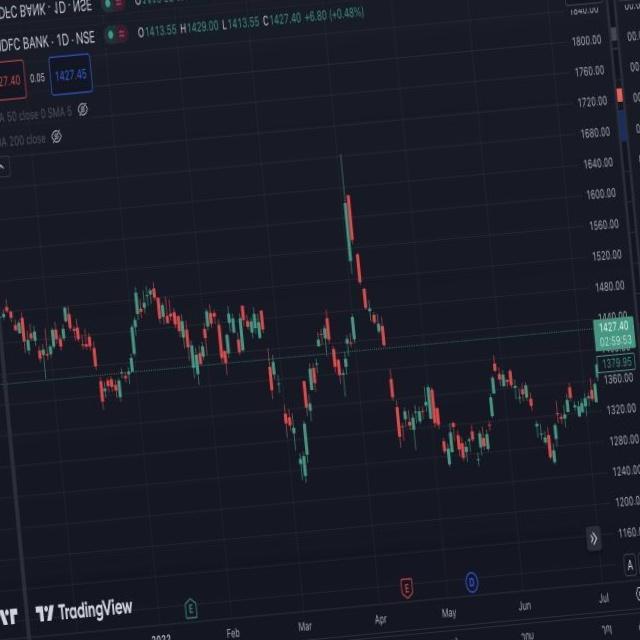 DFC BANK · 1D · NSE
DFC BANK · 1D · NSE O1413.55 H1429.00 L1413.55 C1427.40 +6.80 (+0.48%)
27.40 0.05 1427.45
A 50 close 0 SMA 5
A 200 close
1840.00
1800.00
1760.00
1720.00
1680.00
1640.00
1600.00
1560.00
1520.00
1480.00
1440.00
1427.40
02:59:53
1379.95
1360.00
1320.00
1280.00
1240.00
1200.00
1160.00
A
E E D
TradingView
2022 Feb Mar Apr May Jun Jul